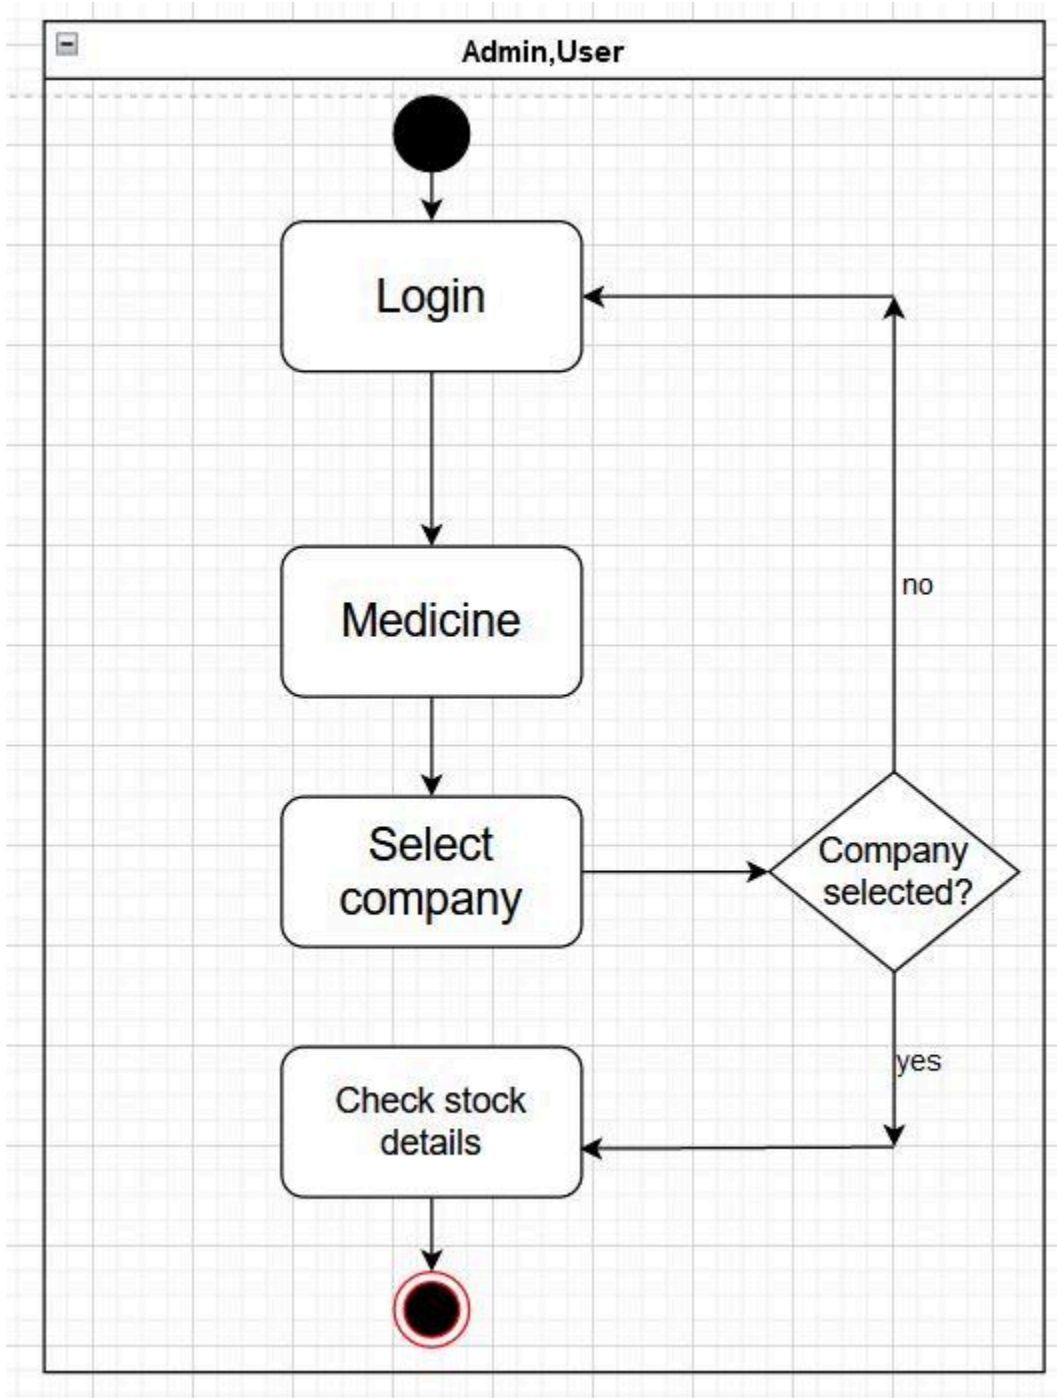 Admin,User
Login
Medicine
no
Select
company
Company
selected?
yes
Check stock
details